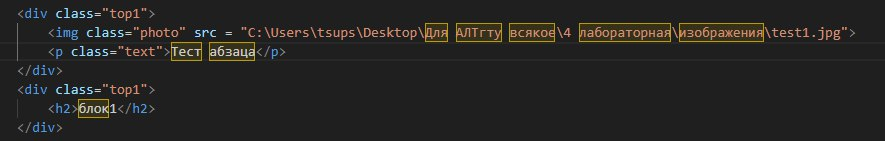 <div class="top1">
<img class="photo" src = "C:\Users\tsups\Desktop\Для АЛТгту всякое\4 лабораторная\изображения\test1.jpg">
<p class="text">Тест абзаца</p>
</div>
<div class="top1">
<h2>блок1</h2>
</div>